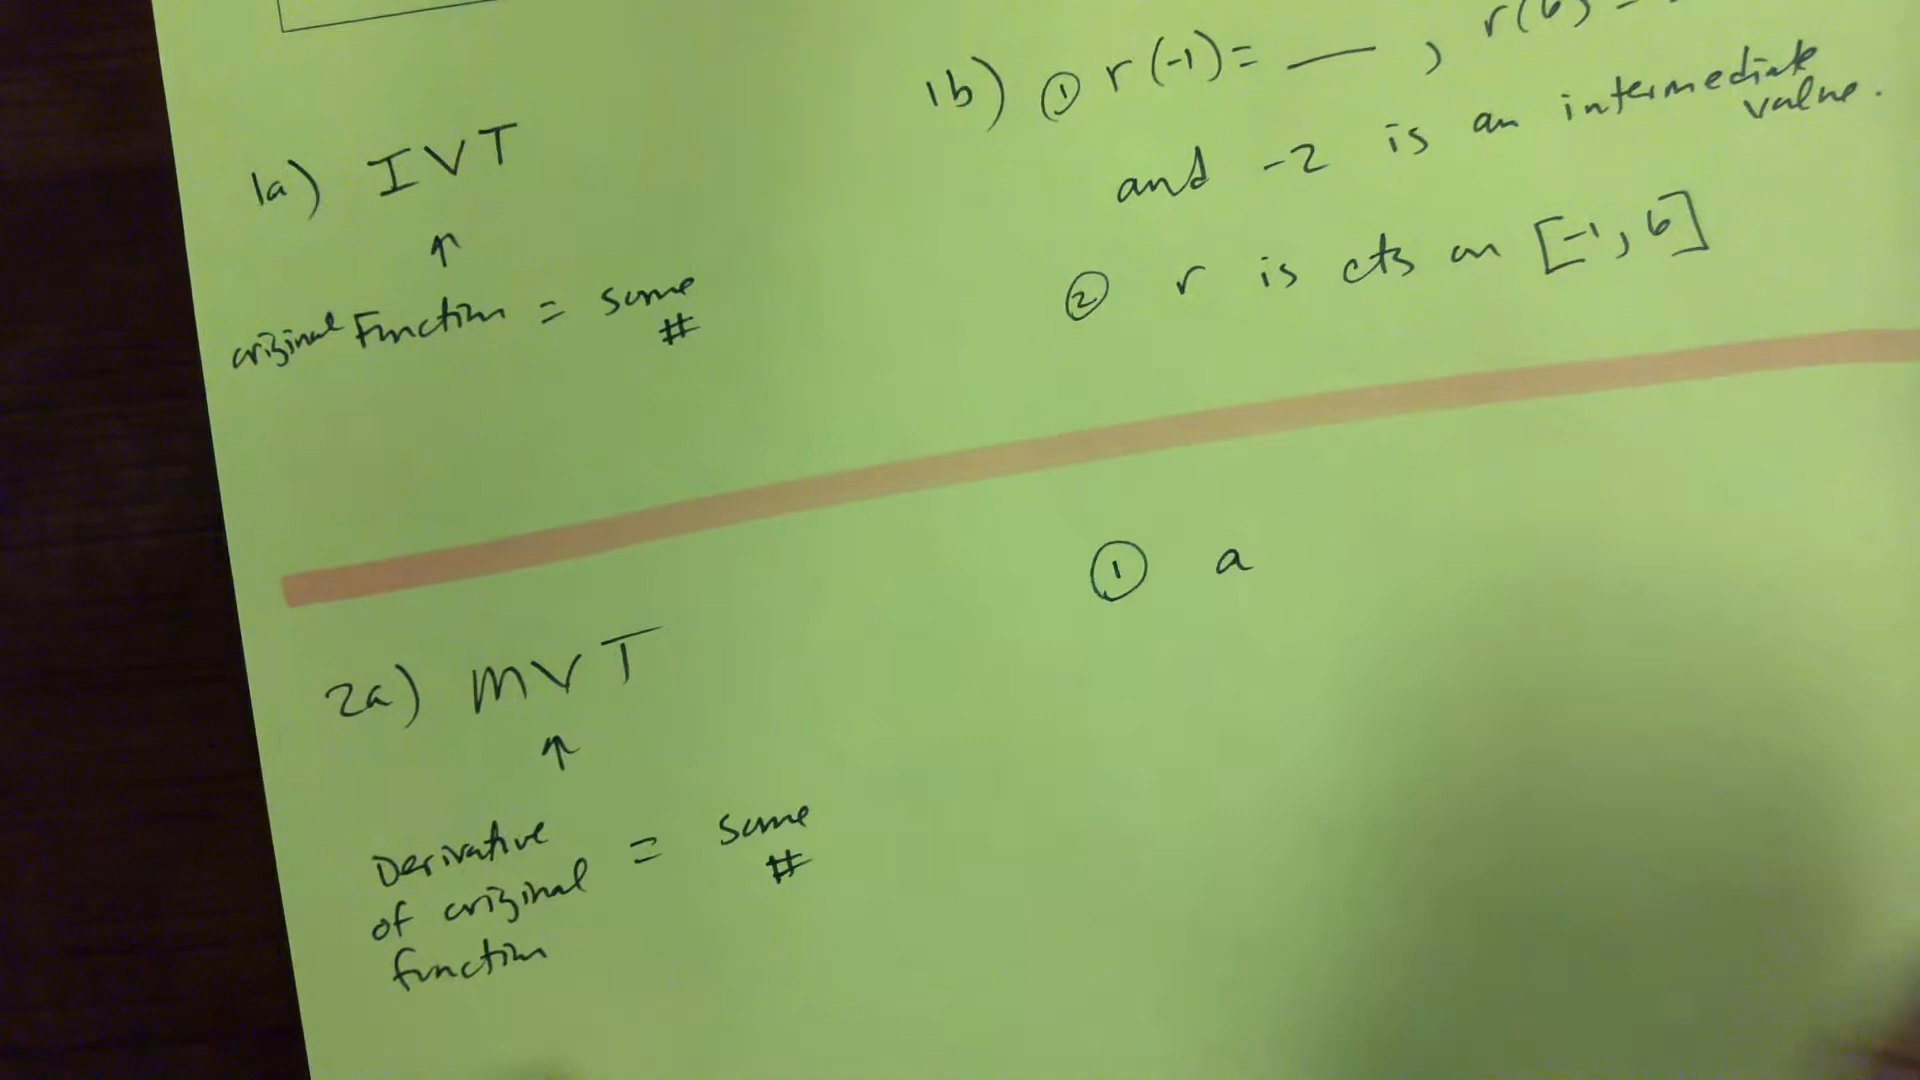 1a) IVT
↑
original Function = some
#
1b) ① r(-1) = __ , r(6) =
and -2 is an intermediate
value.
② r is cts on [-1, 6]
2a) MVT
↑
Derivative
of original = some
function #
① a